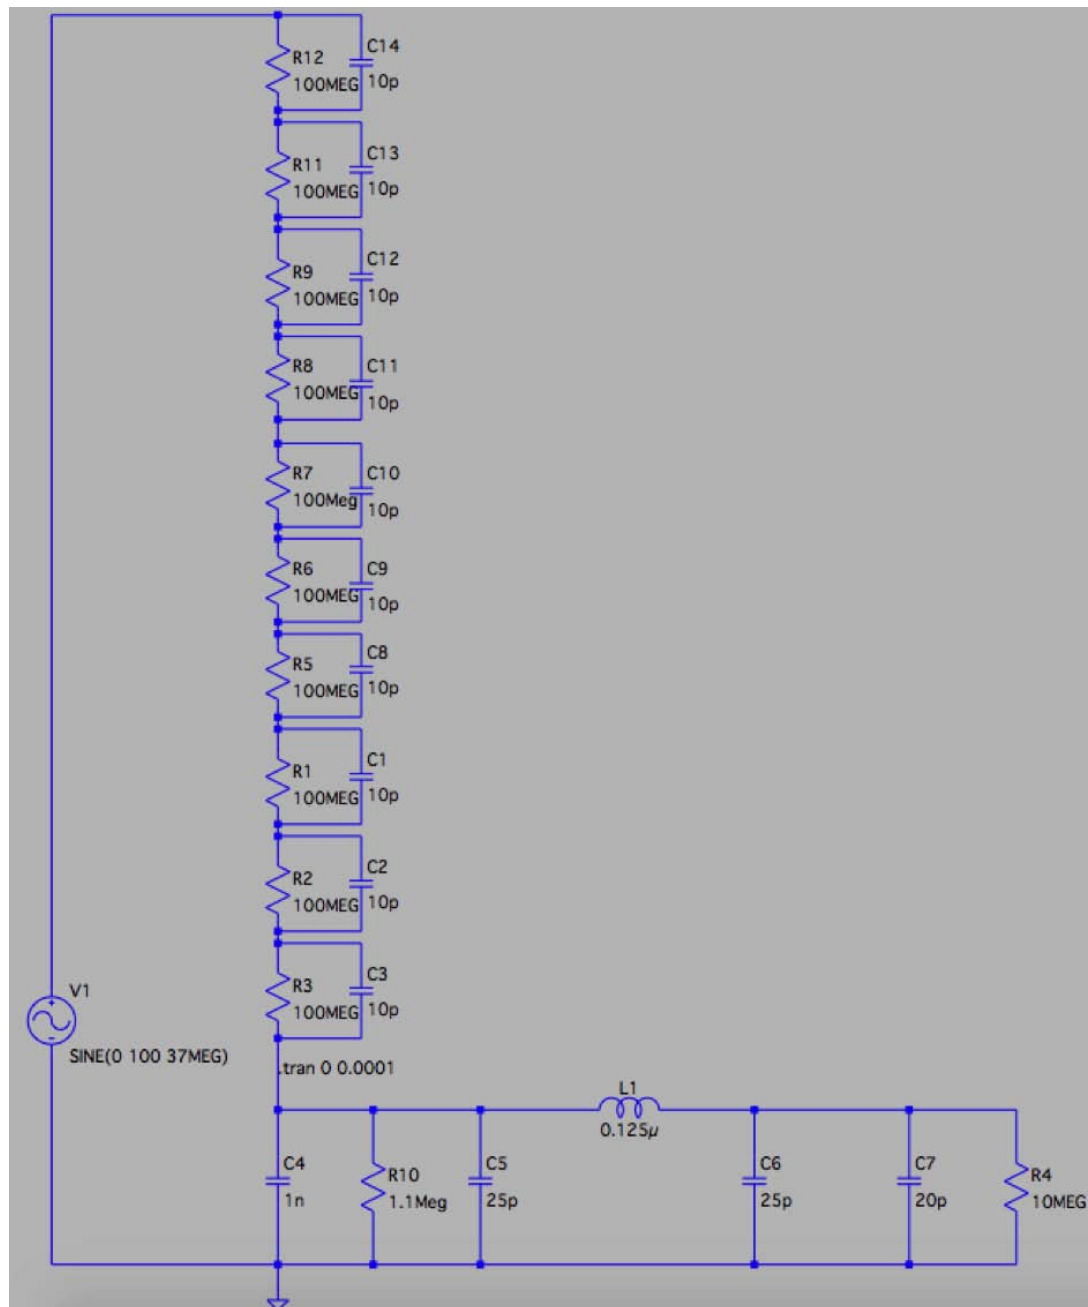 C14
R12
10p
100MEG
C13
R11
10p
100MEG
C12
R9
10p
100MEG
C11
R8
10p
100MEG
C10
R7
10p
100Meg
C9
R6
10p
100MEG
C8
R5
10p
100MEG
C1
R1
10p
100MEG
C2
R2
10p
100MEG
C3
R3
10p
100MEG
V1
+
-
SINE(0 100 37MEG)
.tran 0 0.0001
L1
0.125µ
C4
1n
R10
1.1Meg
C5
25p
C6
25p
C7
20p
R4
10MEG